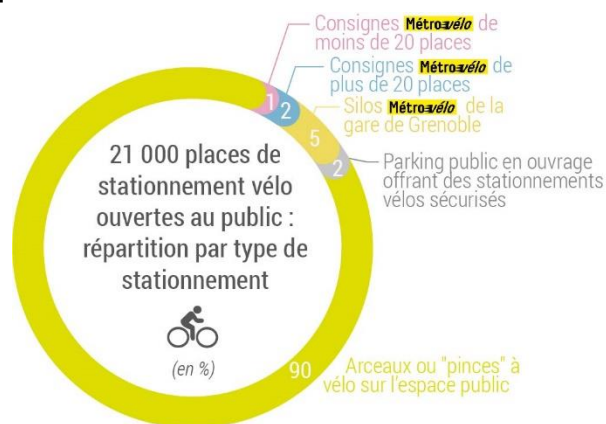 Consignes Métrovélo de
moins de 20 places
Consignes Métrovélo de
plus de 20 places
Silos Métrovélo de la
gare de Grenoble
Parking public en ouvrage
offrant des stationnements
vélos sécurisés
1
2
5
2
21 000 places de
stationnement vélo
ouvertes au public :
répartition par type de
stationnement
(en %)
90
Arceaux ou "pinces" à
vélo sur l'espace public